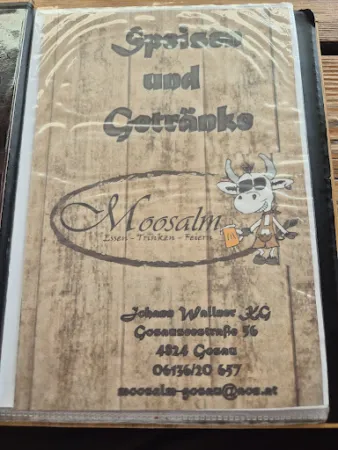 Speisen
und
Getränke
Moosalm
Essen - Trinken - Feiern
Johann Wallner KG
Gosauseestraße 56
4824 Gosau
06136/20 657
moosalm-gosau@aon.at